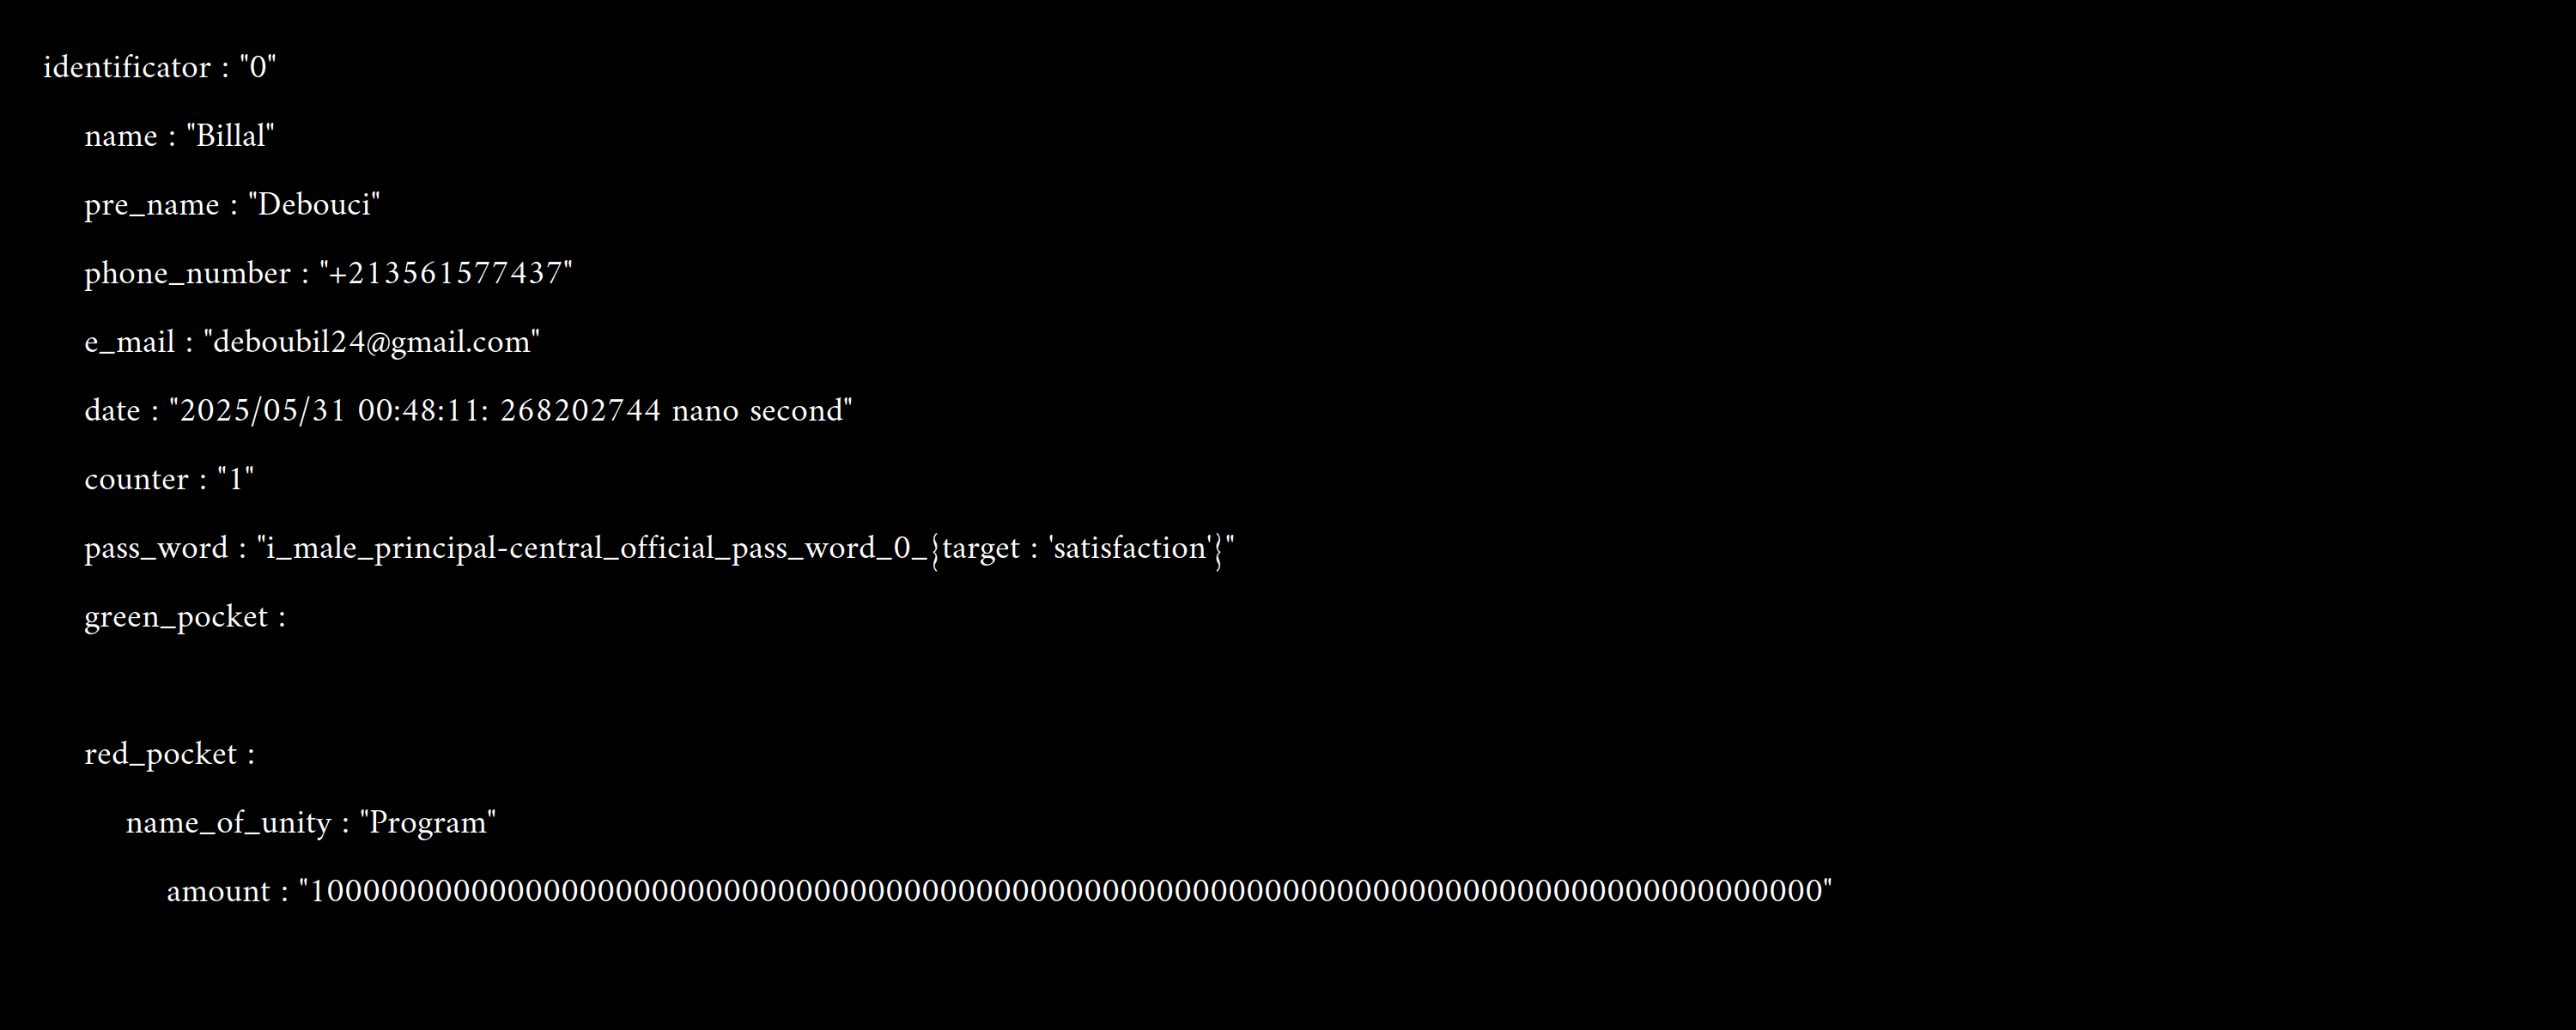 identificator : "0"
name : "Billal"
pre_name : "Debouci"
phone_number : "+213561577437"
e_mail : "deboubil24@gmail.com"
date : "2025/05/31 00:48:11: 268202744 nano second"
counter : "1"
pass_word : "i_male_principal-central_official_pass_word_0_{target : 'satisfaction'}"
green_pocket :
red_pocket :
name_of_unity : "Program"
amount : "100000000000000000000000000000000000000000000000000000000000000000000000000000000000"